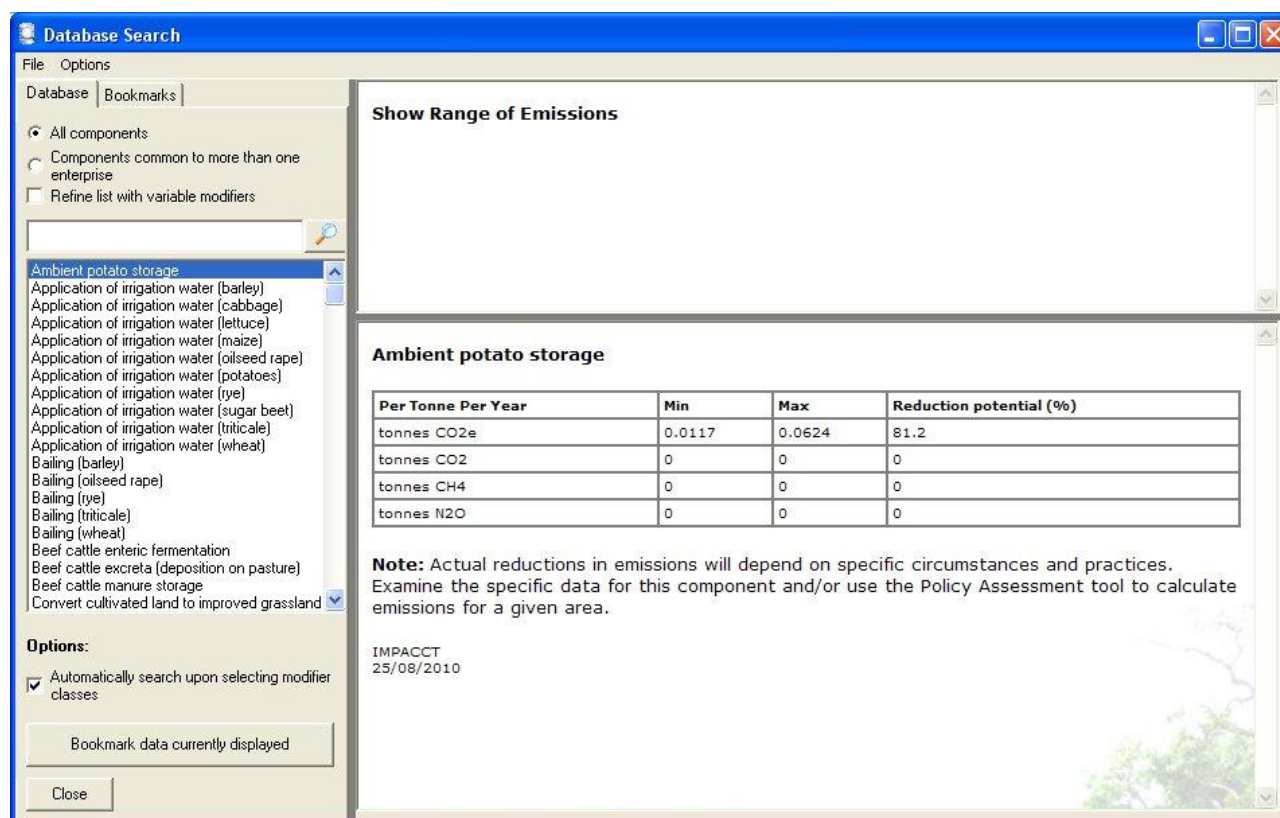 Database Search
File Options
Database Bookmarks
All components
Components common to more than one
enterprise
Refine list with variable modifiers
Ambient potato storage
Application of irrigation water (barley)
Application of irrigation water (cabbage)
Application of irrigation water (lettuce)
Application of irrigation water (maize)
Application of irrigation water (oilseed rape)
Application of irrigation water (potatoes)
Application of irrigation water (rye)
Application of irrigation water (sugar beet)
Application of irrigation water (triticale)
Application of irrigation water (wheat)
Bailing (barley)
Bailing (oilseed rape)
Bailing (rye)
Bailing (triticale)
Bailing (wheat)
Beef cattle enteric fermentation
Beef cattle excreta (deposition on pasture)
Beef cattle manure storage
Convert cultivated land to improved grassland
Options:
Automatically search upon selecting modifier
classes
Bookmark data currently displayed
Close
Show Range of Emissions
Ambient potato storage
Per Tonne Per Year Min Max Reduction potential (%)
tonnes CO2e 0.0117 0.0624 81.2
tonnes CO2 0 0 0
tonnes CH4 0 0 0
tonnes N2O 0 0 0
Note: Actual reductions in emissions will depend on specific circumstances and practices.
Examine the specific data for this component and/or use the Policy Assessment tool to calculate
emissions for a given area.
IMPACCT
25/08/2010